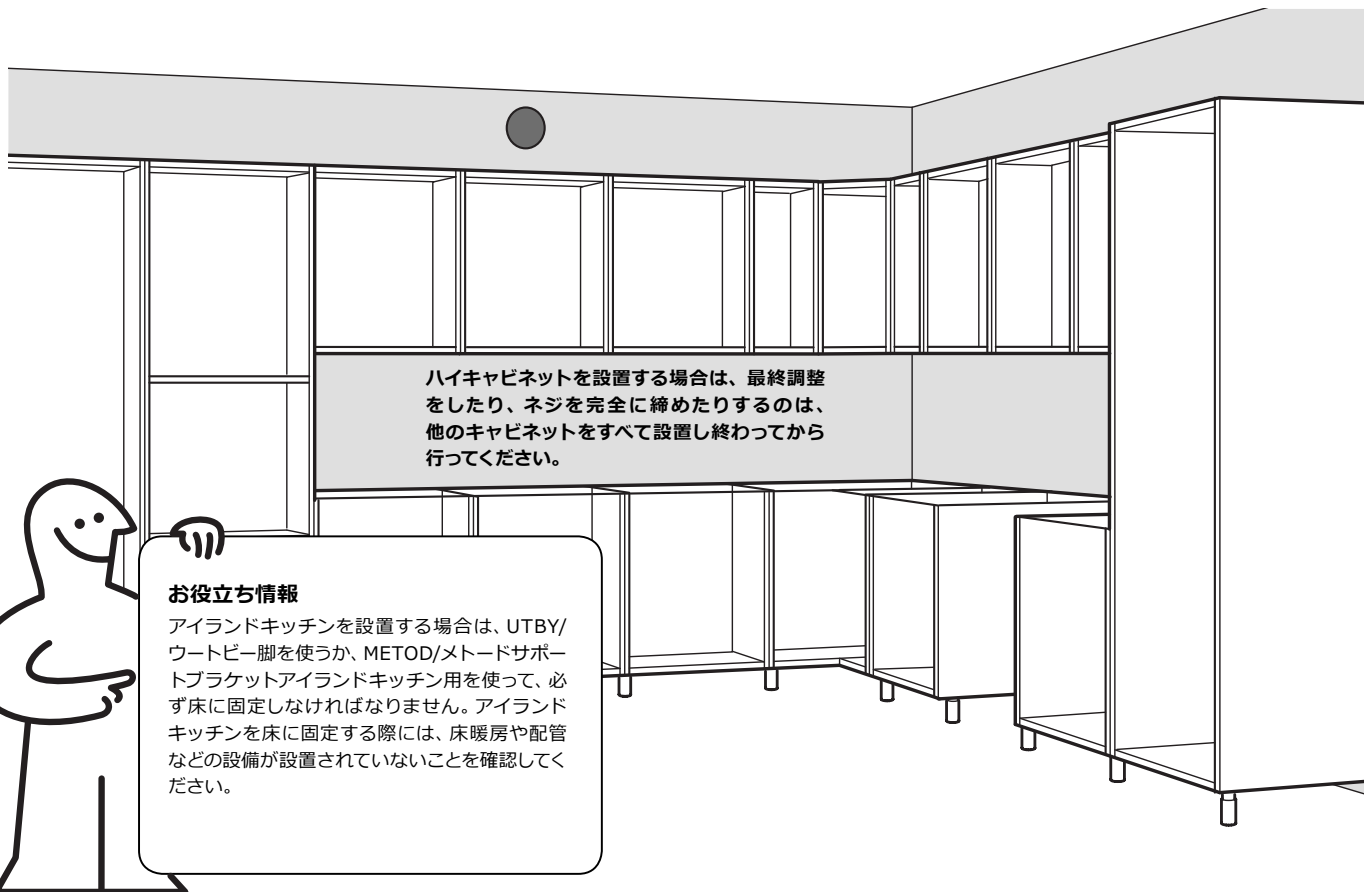 ハイキャビネットを設置する場合は、最終調整
をしたり、ネジを完全に締めたりするのは、
他のキャビネットをすべて設置し終わってから
行ってください。
お役立ち情報
アイランドキッチンを設置する場合は、UTBY/
ウートビー脚を使うか、METOD/メトードサポー
トブラケットアイランドキッチン用を使って、必
ず床に固定しなければなりません。アイランド
キッチンを床に固定する際には、床暖房や配管
などの設備が設置されていないことを確認してく
ださい。